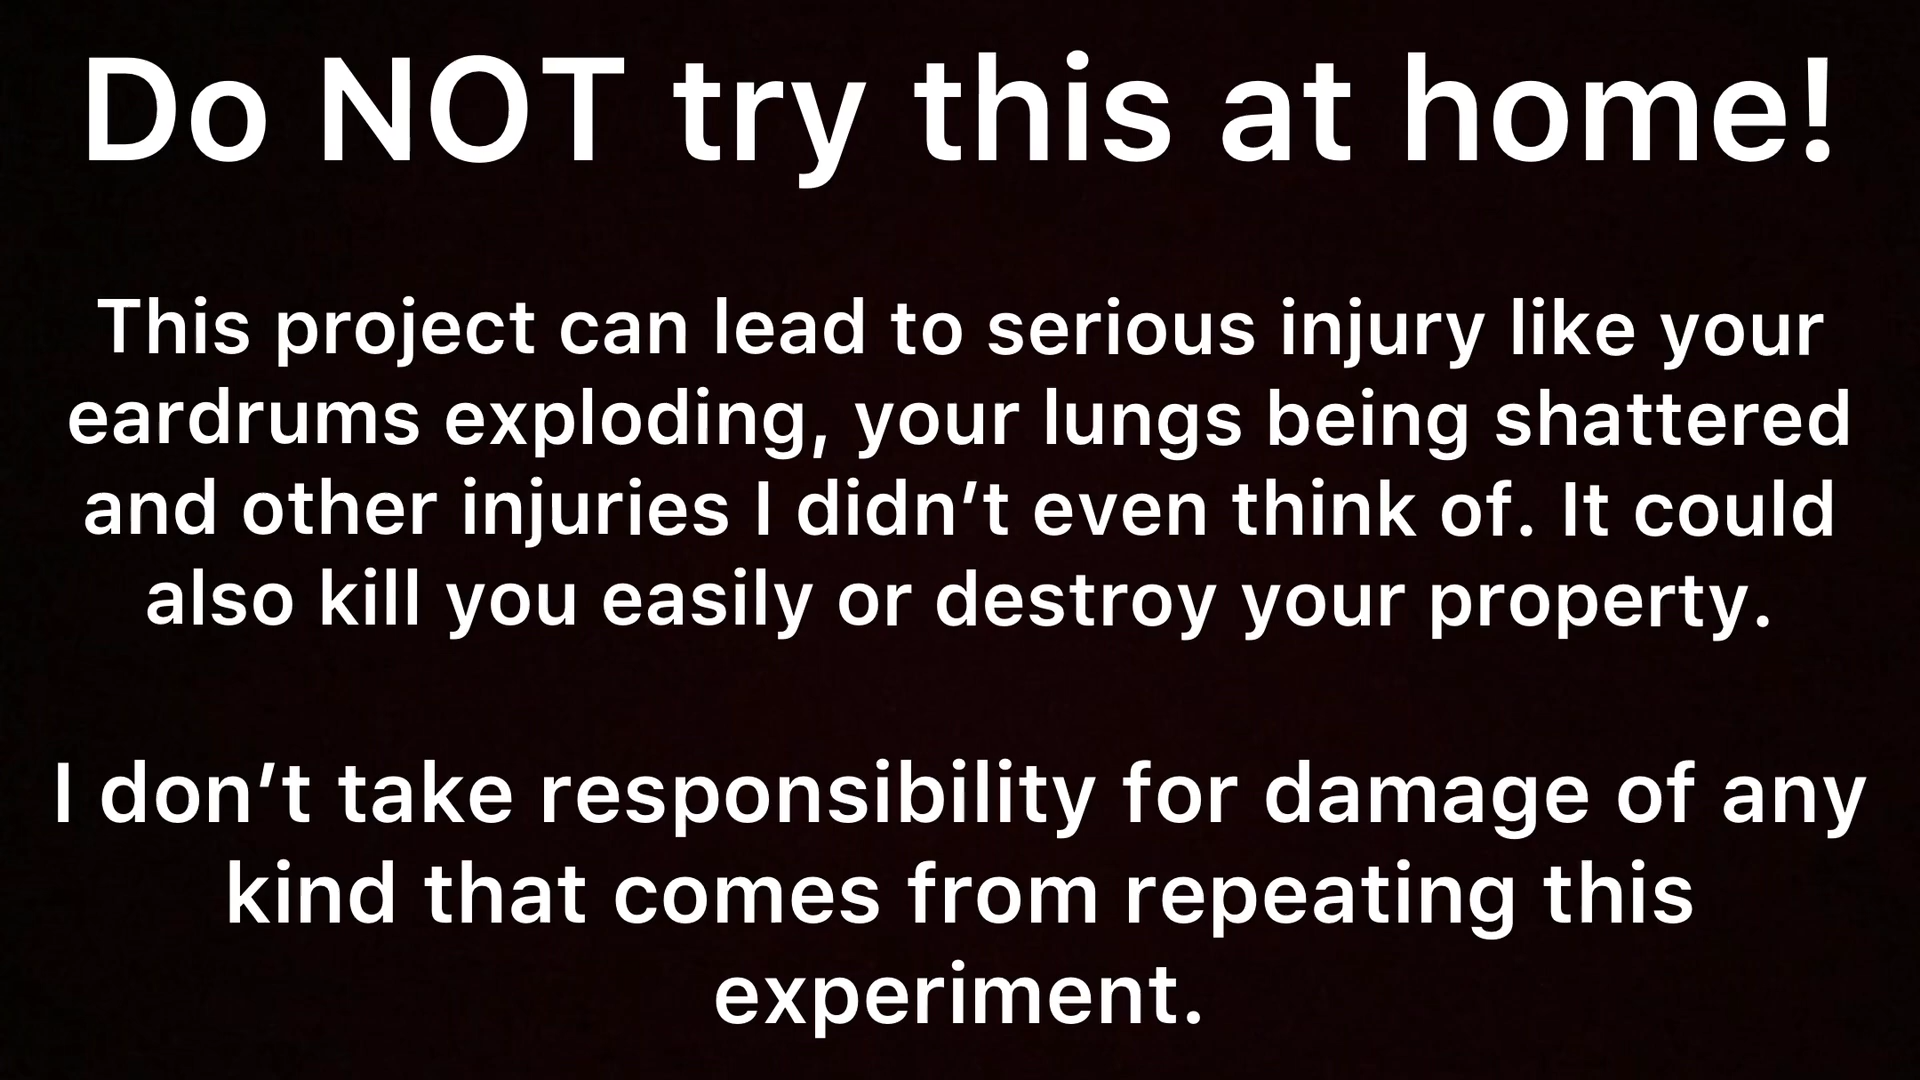 Do NOT try this at home!
This project can lead to serious injury like your
eardrums exploding, your lungs being shattered
and other injuries I didn’t even think of. It could
also kill you easily or destroy your property.
I don’t take responsibility for damage of any
kind that comes from repeating this
experiment.